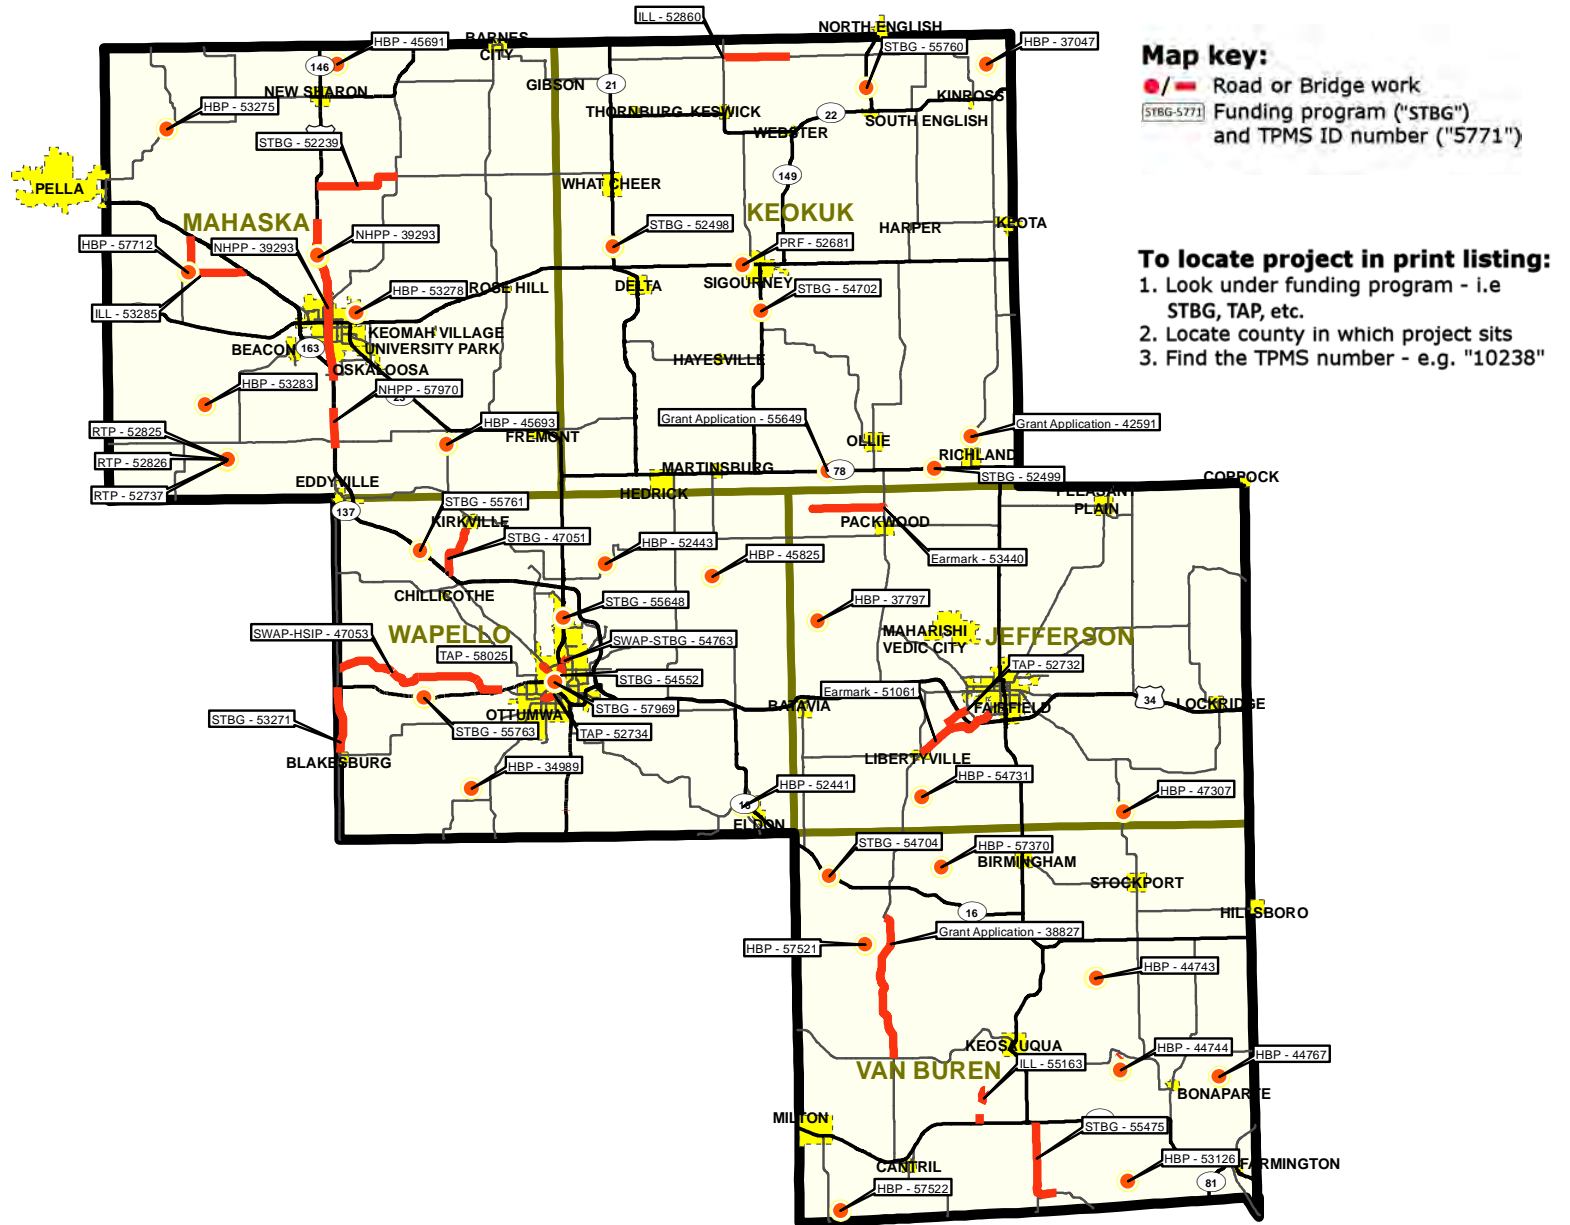 ILL - 52860
NORTH ENGLISH
HBP - 45691
BARNES
CITY
STBG - 55760
HBP - 37047
146
GIBSON
21
NEW SHARON
KINROSS
HBP - 53275
THORNBURG
KESWICK
22
SOUTH ENGLISH
WEBSTER
STBG - 52239
PELLA
WHAT CHEER
149
MAHASKA
KEOKUK
HARPER
KEOTA
HBP - 57712
NHPP - 39293
NHPP - 39293
STBG - 52498
PRF - 52681
ROSE HILL
HBP - 53278
DELTA
SIGOURNEY
STBG - 54702
ILL - 53285
KEOMAH VILLAGE
UNIVERSITY PARK
BEACON
163
OSKALOOSA
HAYESVILLE
HBP - 53283
NHPP - 57970
23
Grant Application - 55649
HBP - 45693
Grant Application - 42591
RTP - 52825
FREMONT
OLLIE
RTP - 52826
RICHLAND
MARTINSBURG
78
STBG - 52499
RTP - 52737
EDDYVILLE
HEDRICK
COPPOCK
PLEASANT
PLAIN
137
STBG - 55761
KIRKVILLE
PACKWOOD
STBG - 47051
HBP - 52443
HBP - 45825
Earmark - 53440
CHILLICOTHE
STBG - 55648
HBP - 37797
SWAP-HSIP - 47053
WAPELLO
SWAP-STBG - 54763
MAHARISHI
VEDIC CITY
JEFFERSON
TAP - 58025
TAP - 52732
STBG - 54552
Earmark - 51061
34
STBG - 53271
OTTUMWA
STBG - 57969
BATAVIA
FAIRFIELD
LOCKRIDGE
STBG - 55763
TAP - 52734
BLAKESBURG
LIBERTYVILLE
HBP - 34989
HBP - 54731
HBP - 52441
HBP - 47307
16
ELDON
STBG - 54704
HBP - 57370
BIRMINGHAM
STOCKPORT
16
HILLSBORO
Grant Application - 38827
HBP - 57521
HBP - 44743
KEOSAUQUA
HBP - 44744
HBP - 44767
VAN BUREN
ILL - 55163
BONAPARTE
MILTON
STBG - 55475
CANTRIL
HBP - 53126
FARMINGTON
HBP - 57522
81
Map key:
/ Road or Bridge work
STBG-5771 Funding program ("STBG")
and TPMS ID number ("5771")
To locate project in print listing:
1. Look under funding program - i.e
STBG, TAP, etc.
2. Locate county in which project sits
3. Find the TPMS number - e.g. "10238"